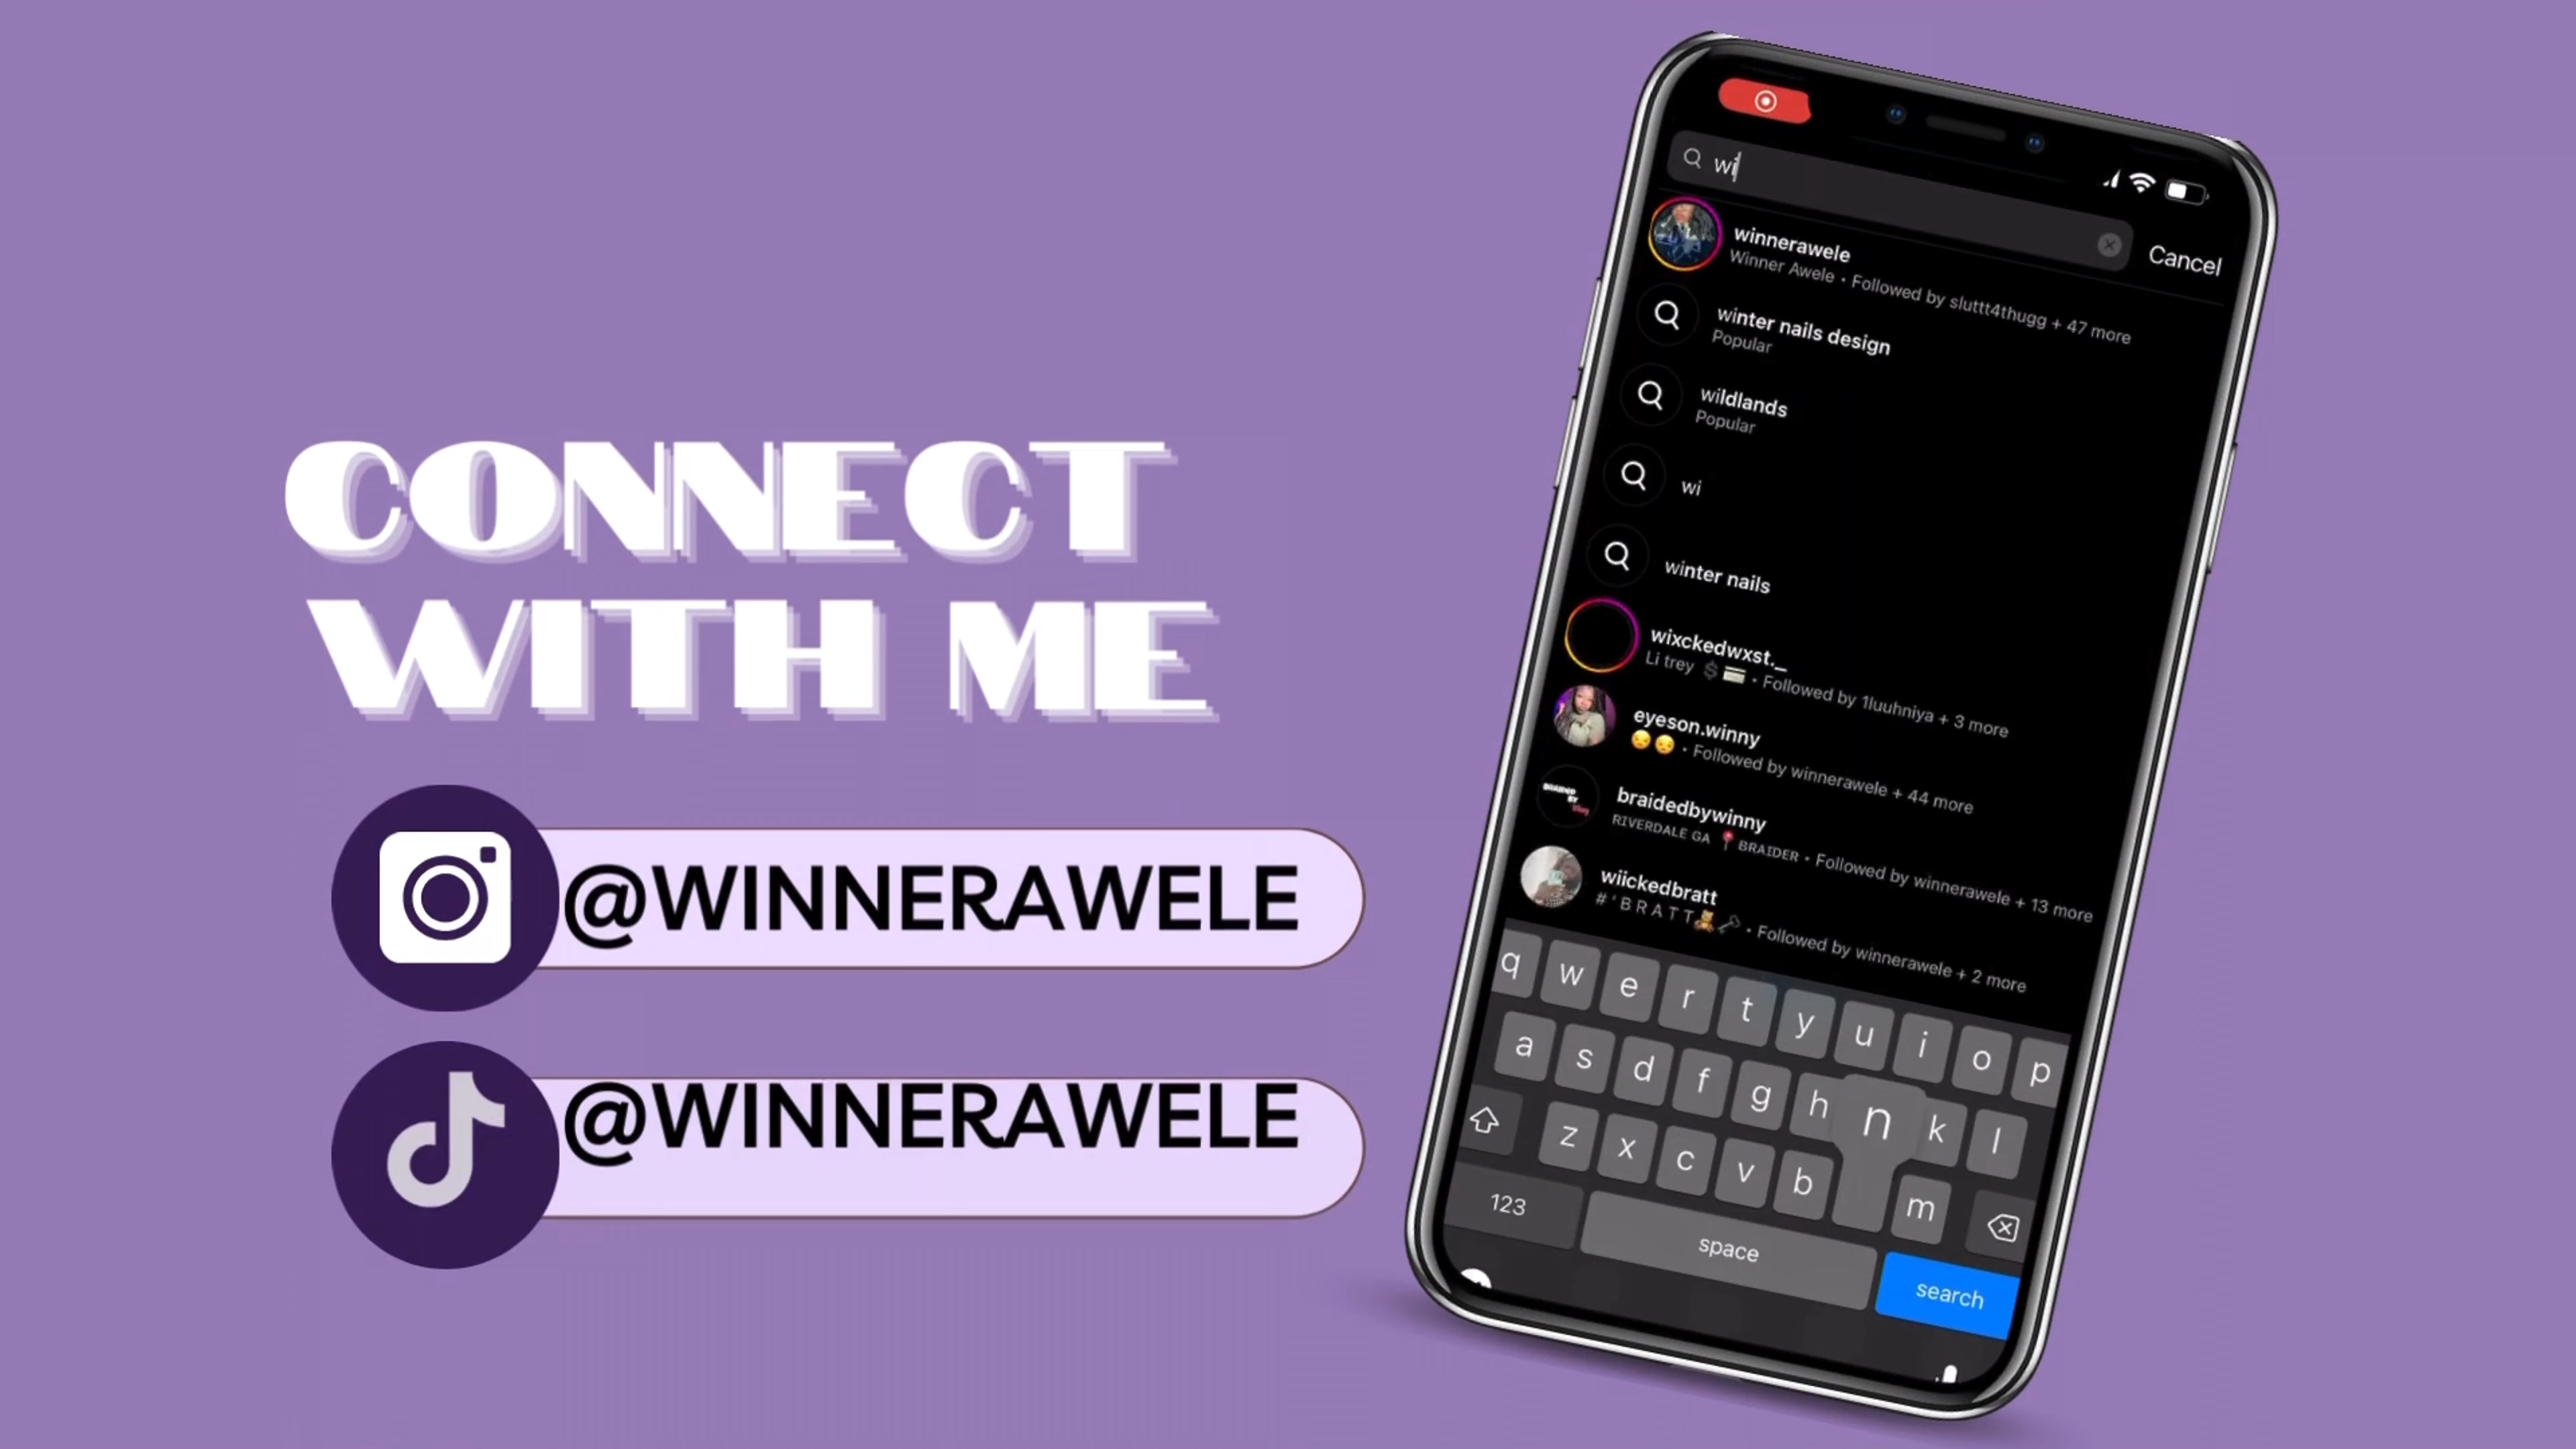 CONNECT
WITH ME
@WINNERAWELE
@WINNERAWELE
wi
Cancel
winnerawele
Winner Awele • Followed by sluttt4thugg + 47 more
winter nails design
Popular
wildlands
Popular
wi
winter nails
wixckedwxst._
Li trey 💲💳 • Followed by 1luuhniya + 3 more
eyeson.winny
😒😒 • Followed by winnerawele + 44 more
braidedbywinny
RIVERDALE GA 📍 BRAIDER • Followed by winnerawele + 13 more
wiickedbratt
# ' B R A T T 🧸🗝 • Followed by winnerawele + 2 more
q w e r t y u i o p
a s d f g h n k l
z x c v b m
123 space search